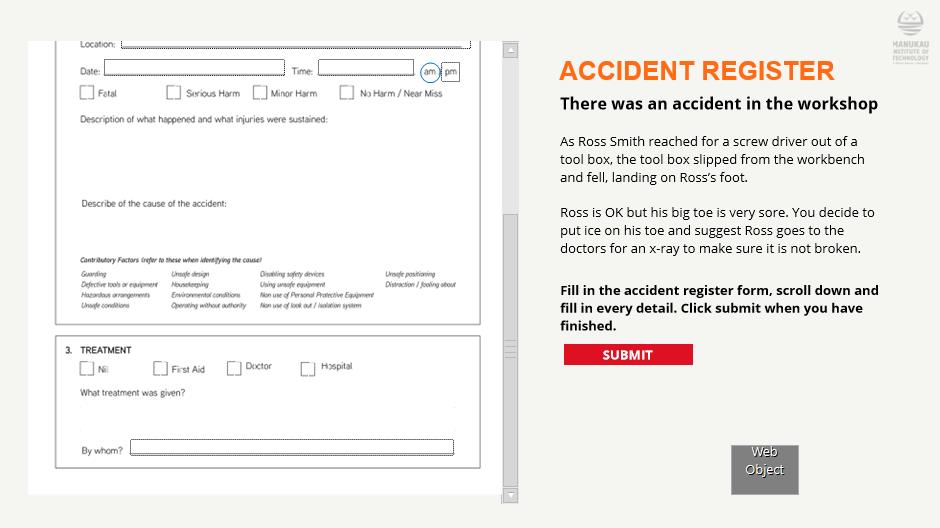 MANUKAU
INSTITUTE OF
TECHNOLOGY
Location:
Date: Time: am pm
Fatal Serious Harm Minor Harm No Harm / Near Miss
Description of what happened and what injuries were sustained:
Describe of the cause of the accident:
Contributory Factors (refer to these when identifying the cause)
Guarding Unsafe design Disabling safety devices Unsafe positioning
Defective tools or equipment Housekeeping Using unsafe equipment Distraction / fooling about
Hazardous arrangements Environmental conditions Non use of Personal Protective Equipment
Unsafe conditions Operating without authority Non use of lock out / isolation system
3. TREATMENT
Nil First Aid Doctor Hospital
What treatment was given?
By whom?
ACCIDENT REGISTER
There was an accident in the workshop
As Ross Smith reached for a screw driver out of a
tool box, the tool box slipped from the workbench
and fell, landing on Ross’s foot.
Ross is OK but his big toe is very sore. You decide to
put ice on his toe and suggest Ross goes to the
doctors for an x-ray to make sure it is not broken.
Fill in the accident register form, scroll down and
fill in every detail. Click submit when you have
finished.
SUBMIT
Web
Object